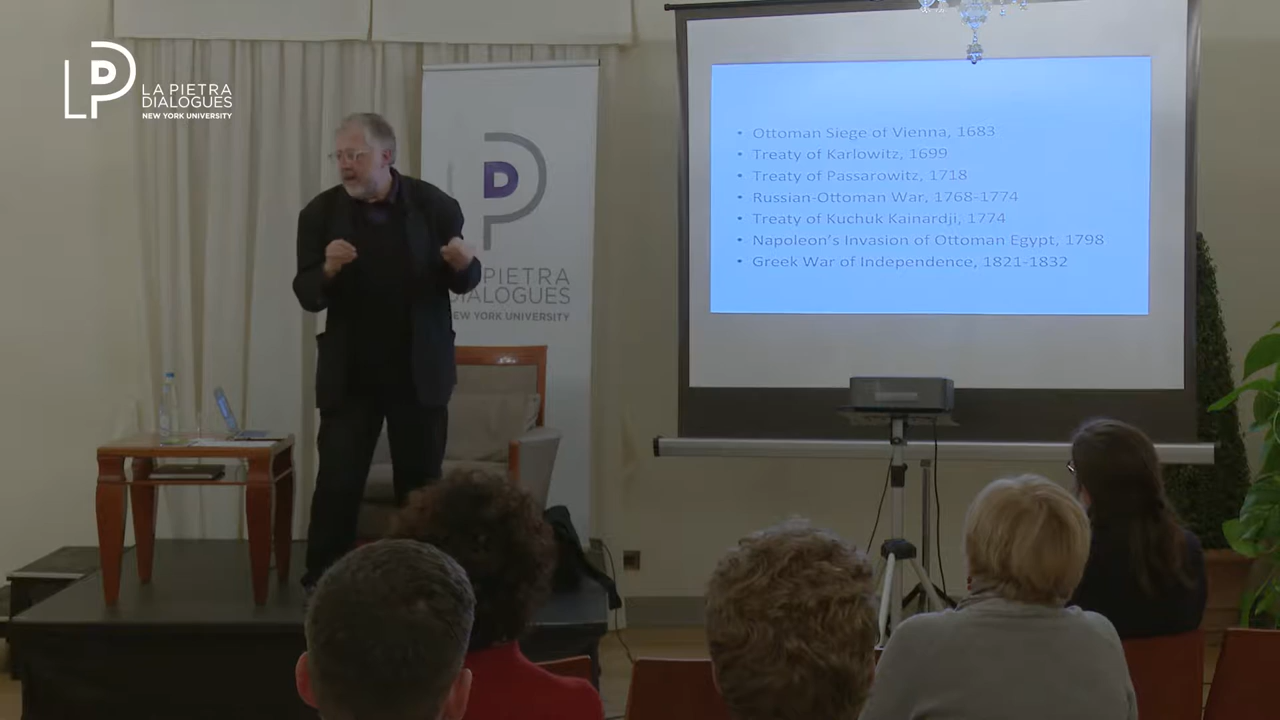 LA PIETRA
DIALOGUES
NEW YORK UNIVERSITY
PIETRA
DIALOGUES
NEW YORK UNIVERSITY
• Ottoman Siege of Vienna, 1683
• Treaty of Karlowitz, 1699
• Treaty of Passarowitz, 1718
• Russian-Ottoman War, 1768-1774
• Treaty of Kuchuk Kainardji, 1774
• Napoleon's Invasion of Ottoman Egypt, 1798
• Greek War of Independence, 1821-1832